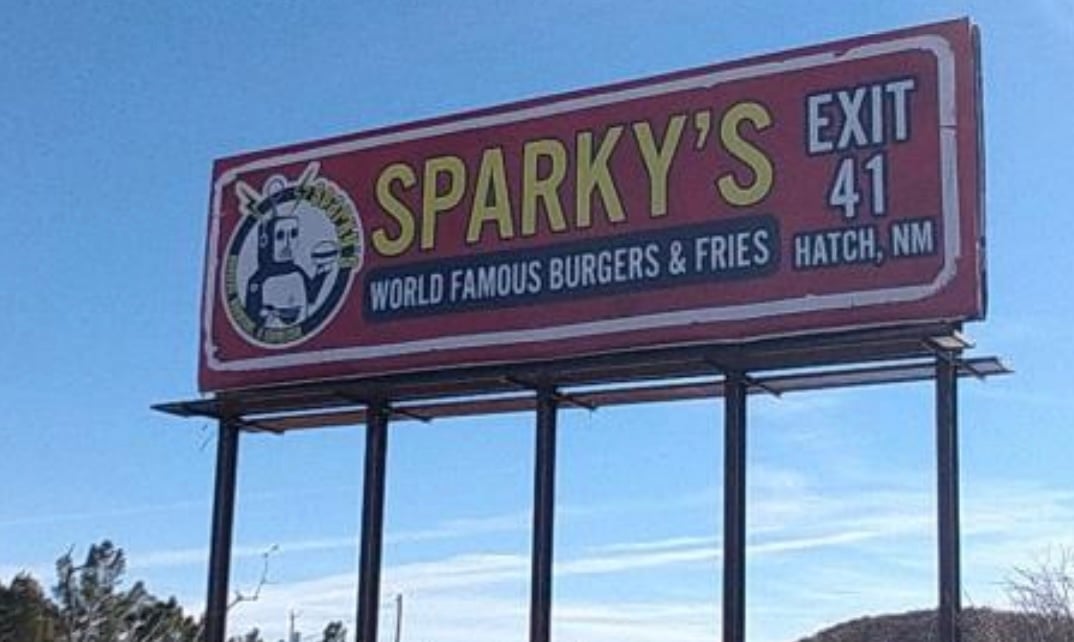 SPARKY'S
WORLD FAMOUS BURGERS & FRIES
EXIT
41
HATCH, NM